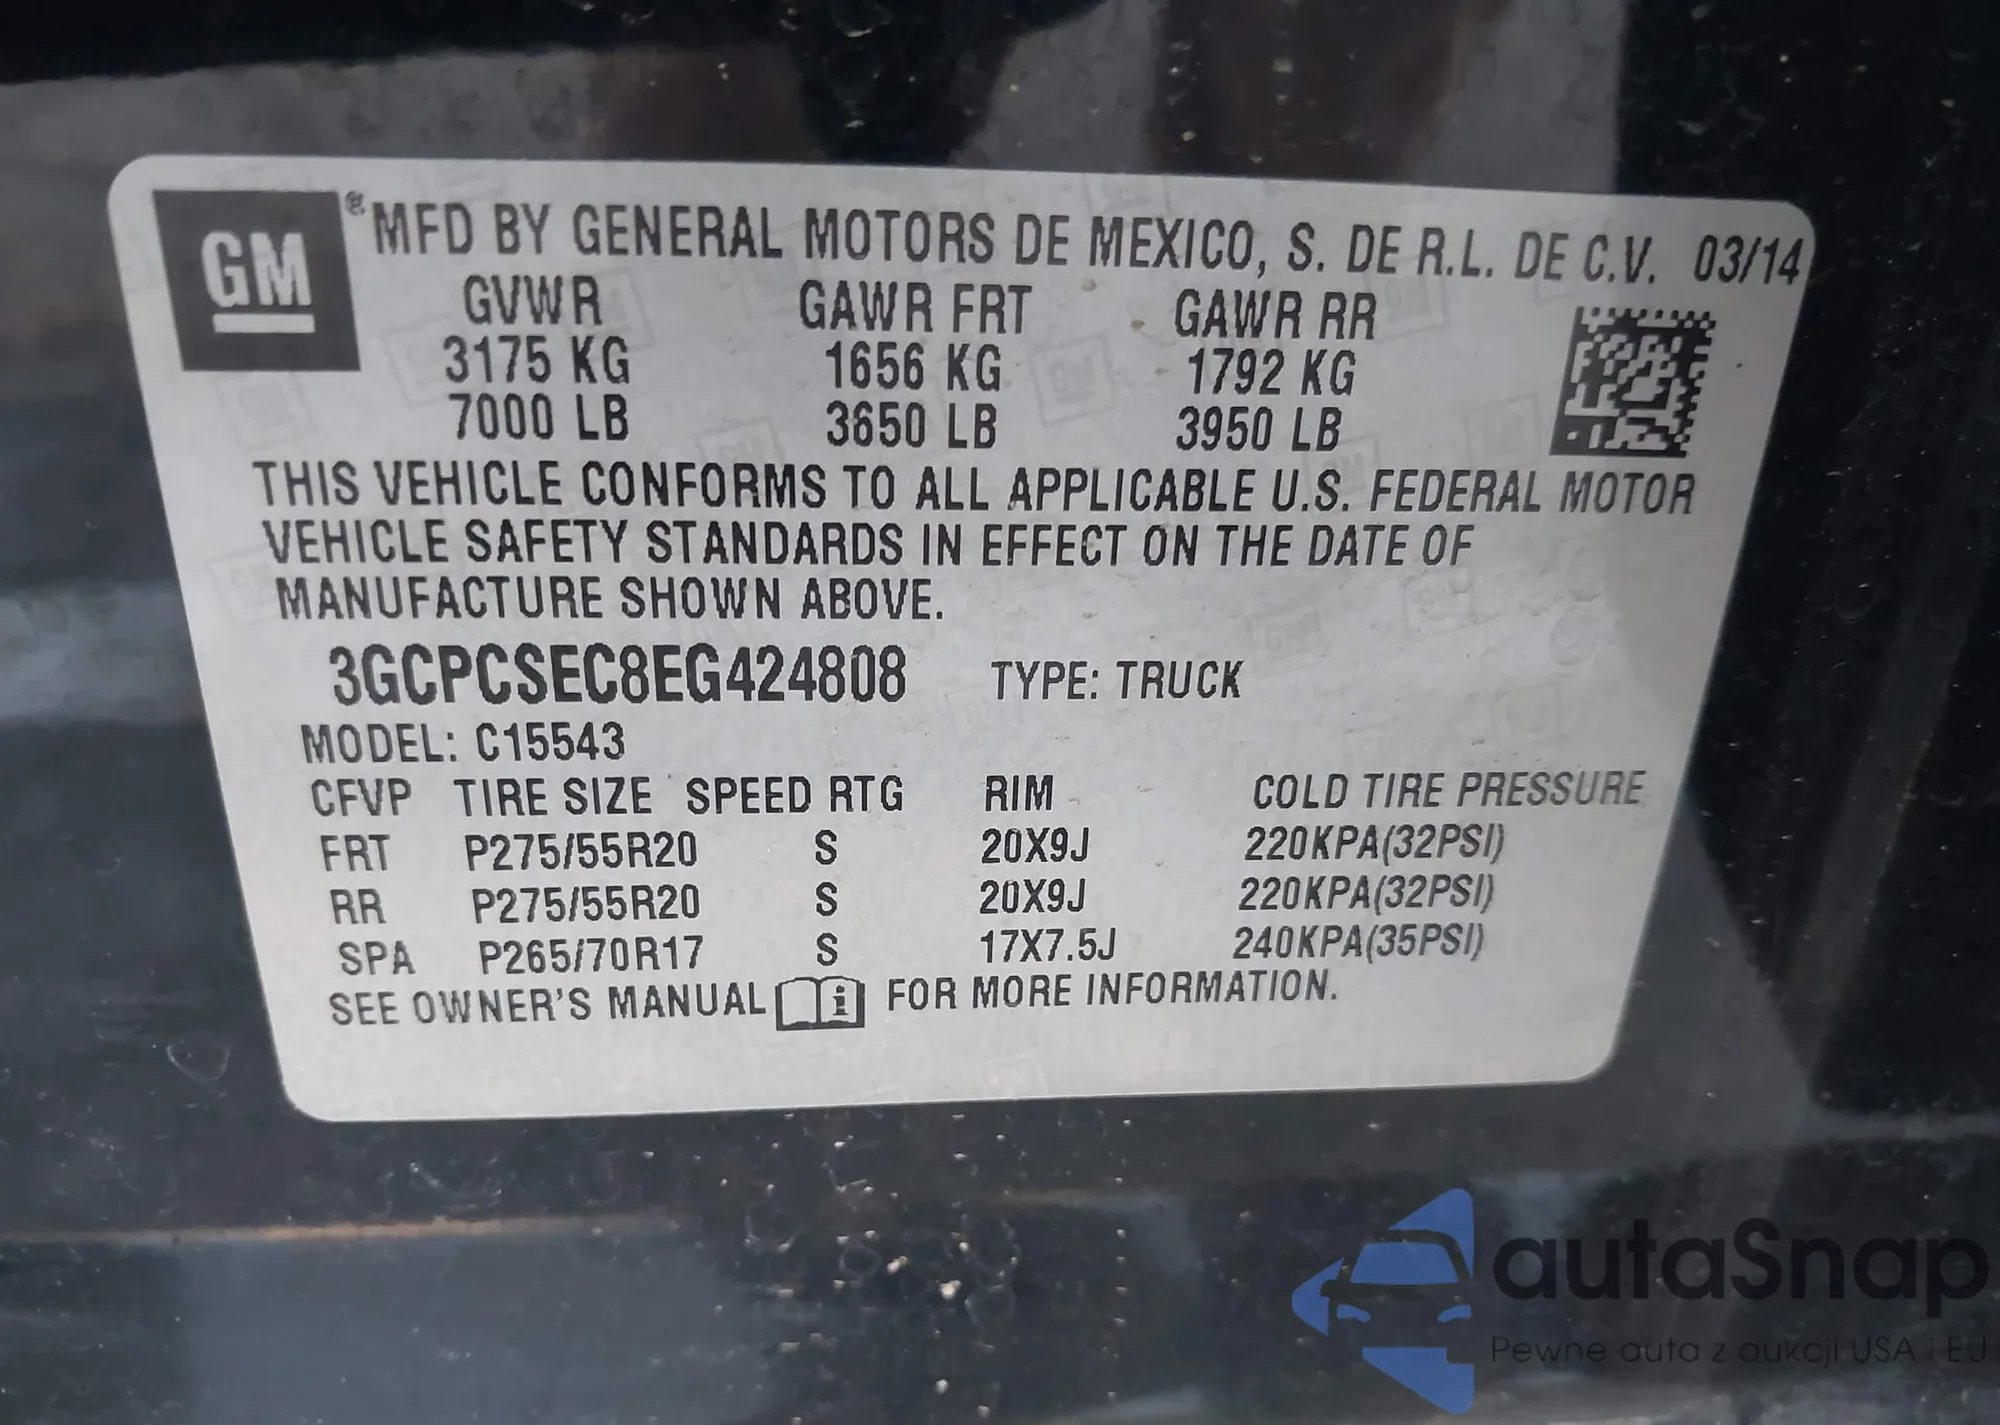 GM ® MFD BY GENERAL MOTORS DE MEXICO, S. DE R.L. DE C.V. 03/14
GVWR GAWR FRT GAWR RR
3175 KG 1656 KG 1792 KG
7000 LB 3650 LB 3950 LB
THIS VEHICLE CONFORMS TO ALL APPLICABLE U.S. FEDERAL MOTOR
VEHICLE SAFETY STANDARDS IN EFFECT ON THE DATE OF
MANUFACTURE SHOWN ABOVE.
3GCPCSEC8EG424808 TYPE: TRUCK
MODEL: C15543
CFVP TIRE SIZE SPEED RTG RIM COLD TIRE PRESSURE
FRT P275/55R20 S 20X9J 220KPA(32PSI)
RR P275/55R20 S 20X9J 220KPA(32PSI)
SPA P265/70R17 S 17X7.5J 240KPA(35PSI)
SEE OWNER'S MANUAL i FOR MORE INFORMATION.
autaSnap
Pewne auta z aukcji USA i EU